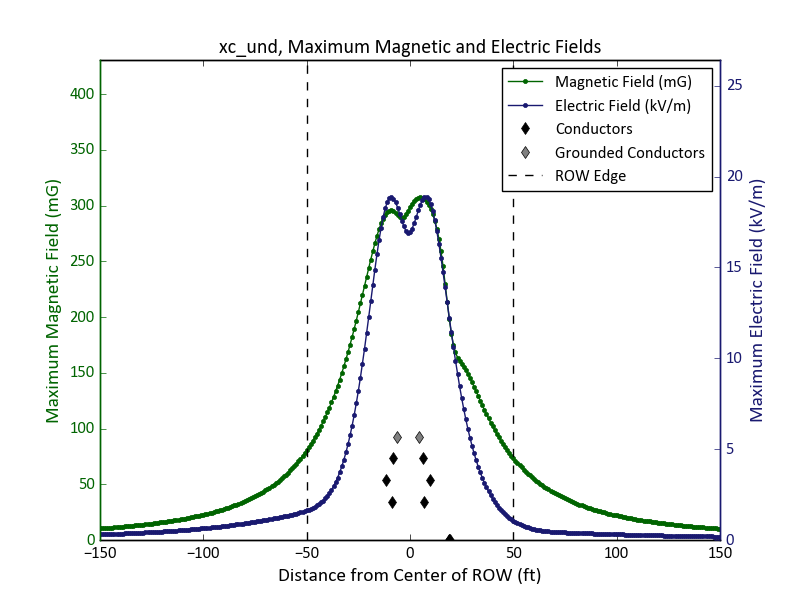 xc_und, Maximum Magnetic and Electric Fields
Magnetic Field (mG)
Electric Field (kV/m)
Conductors
Grounded Conductors
ROW Edge
Maximum Magnetic Field (mG)
400
350
300
250
200
150
100
50
0
Maximum Electric Field (kV/m)
25
20
15
10
5
0
−150
−100
−50
0
50
100
150
Distance from Center of ROW (ft)